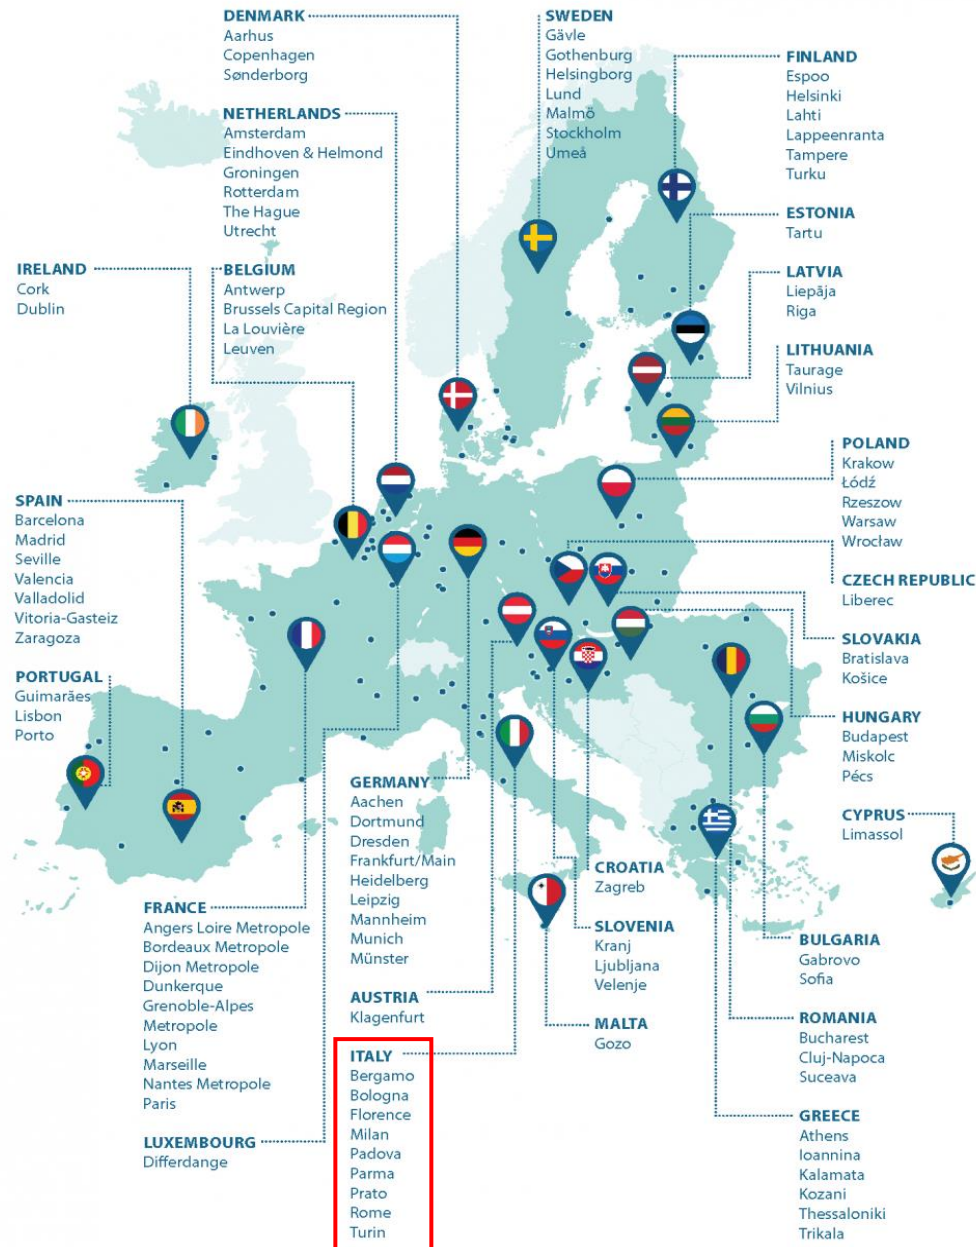 DENMARK
Aarhus
Copenhagen
Sønderborg
SWEDEN
Gävle
Gothenburg
Helsingborg
Lund
Malmö
Stockholm
Umeå
FINLAND
Espoo
Helsinki
Lahti
Lappeenranta
Tampere
Turku
NETHERLANDS
Amsterdam
Eindhoven & Helmond
Groningen
Rotterdam
The Hague
Utrecht
ESTONIA
Tartu
IRELAND
Cork
Dublin
BELGIUM
Antwerp
Brussels Capital Region
La Louvière
Leuven
LATVIA
Liepāja
Riga
LITHUANIA
Taurage
Vilnius
POLAND
Krakow
Łódź
Rzeszow
Warsaw
Wrocław
SPAIN
Barcelona
Madrid
Seville
Valencia
Valladolid
Vitoria-Gasteiz
Zaragoza
CZECH REPUBLIC
Liberec
SLOVAKIA
Bratislava
Košice
PORTUGAL
Guimarães
Lisbon
Porto
HUNGARY
Budapest
Miskolc
Pécs
GERMANY
Aachen
Dortmund
Dresden
Frankfurt/Main
Heidelberg
Leipzig
Mannheim
Munich
Münster
CYPRUS
Limassol
CROATIA
Zagreb
FRANCE
Angers Loire Metropole
Bordeaux Metropole
Dijon Metropole
Dunkerque
Grenoble-Alpes
Metropole
Lyon
Marseille
Nantes Metropole
Paris
SLOVENIA
Kranj
Ljubljana
Velenje
BULGARIA
Gabrovo
Sofia
AUSTRIA
Klagenfurt
MALTA
Gozo
ROMANIA
Bucharest
Cluj-Napoca
Suceava
ITALY
Bergamo
Bologna
Florence
Milan
Padova
Parma
Prato
Rome
Turin
LUXEMBOURG
Differdange
GREECE
Athens
Ioannina
Kalamata
Kozani
Thessaloniki
Trikala